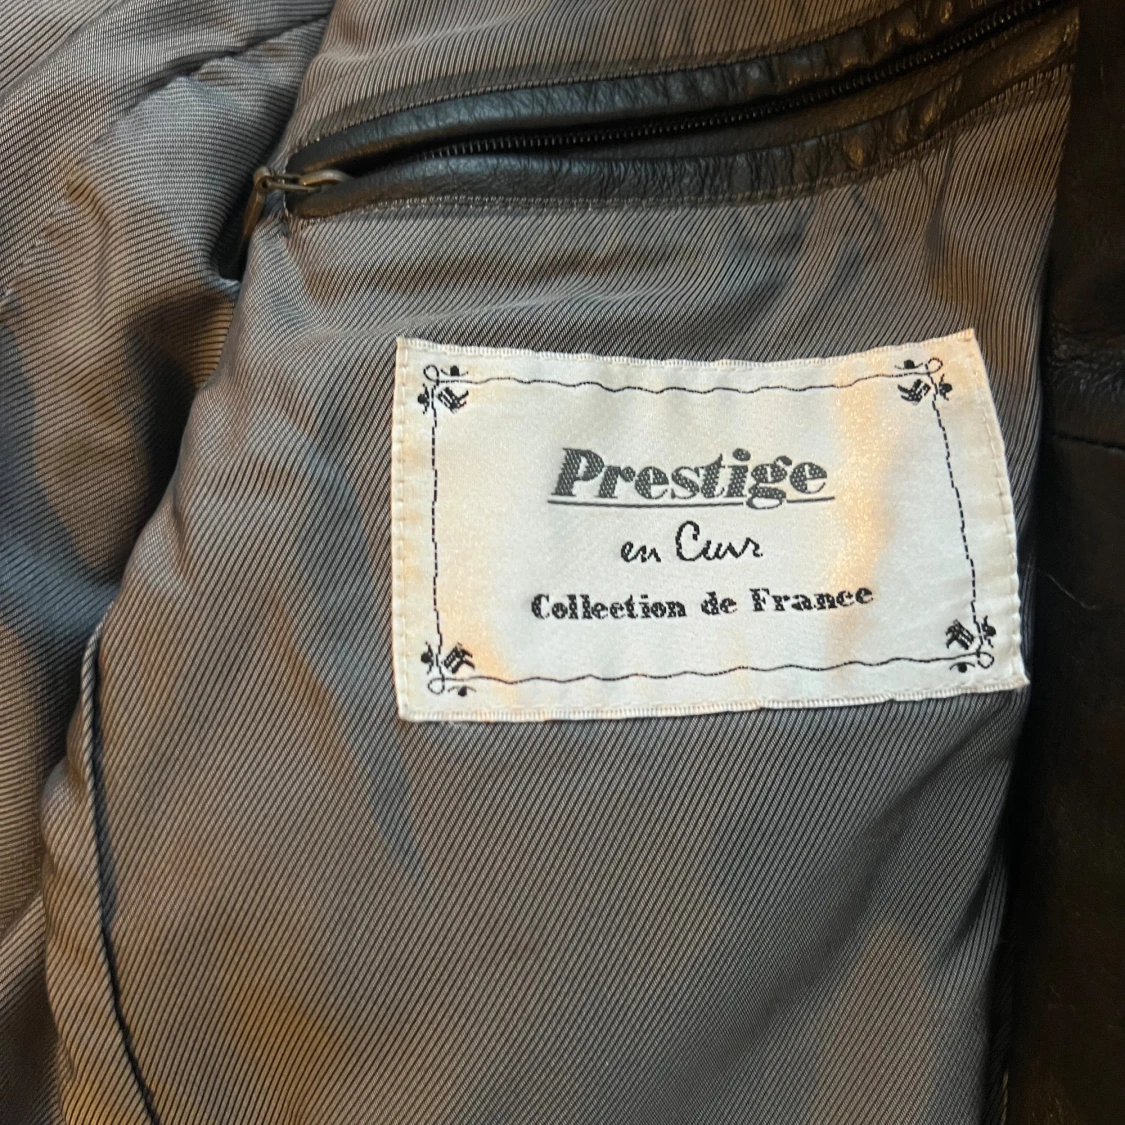 Prestige
en Cuir
Collection de France